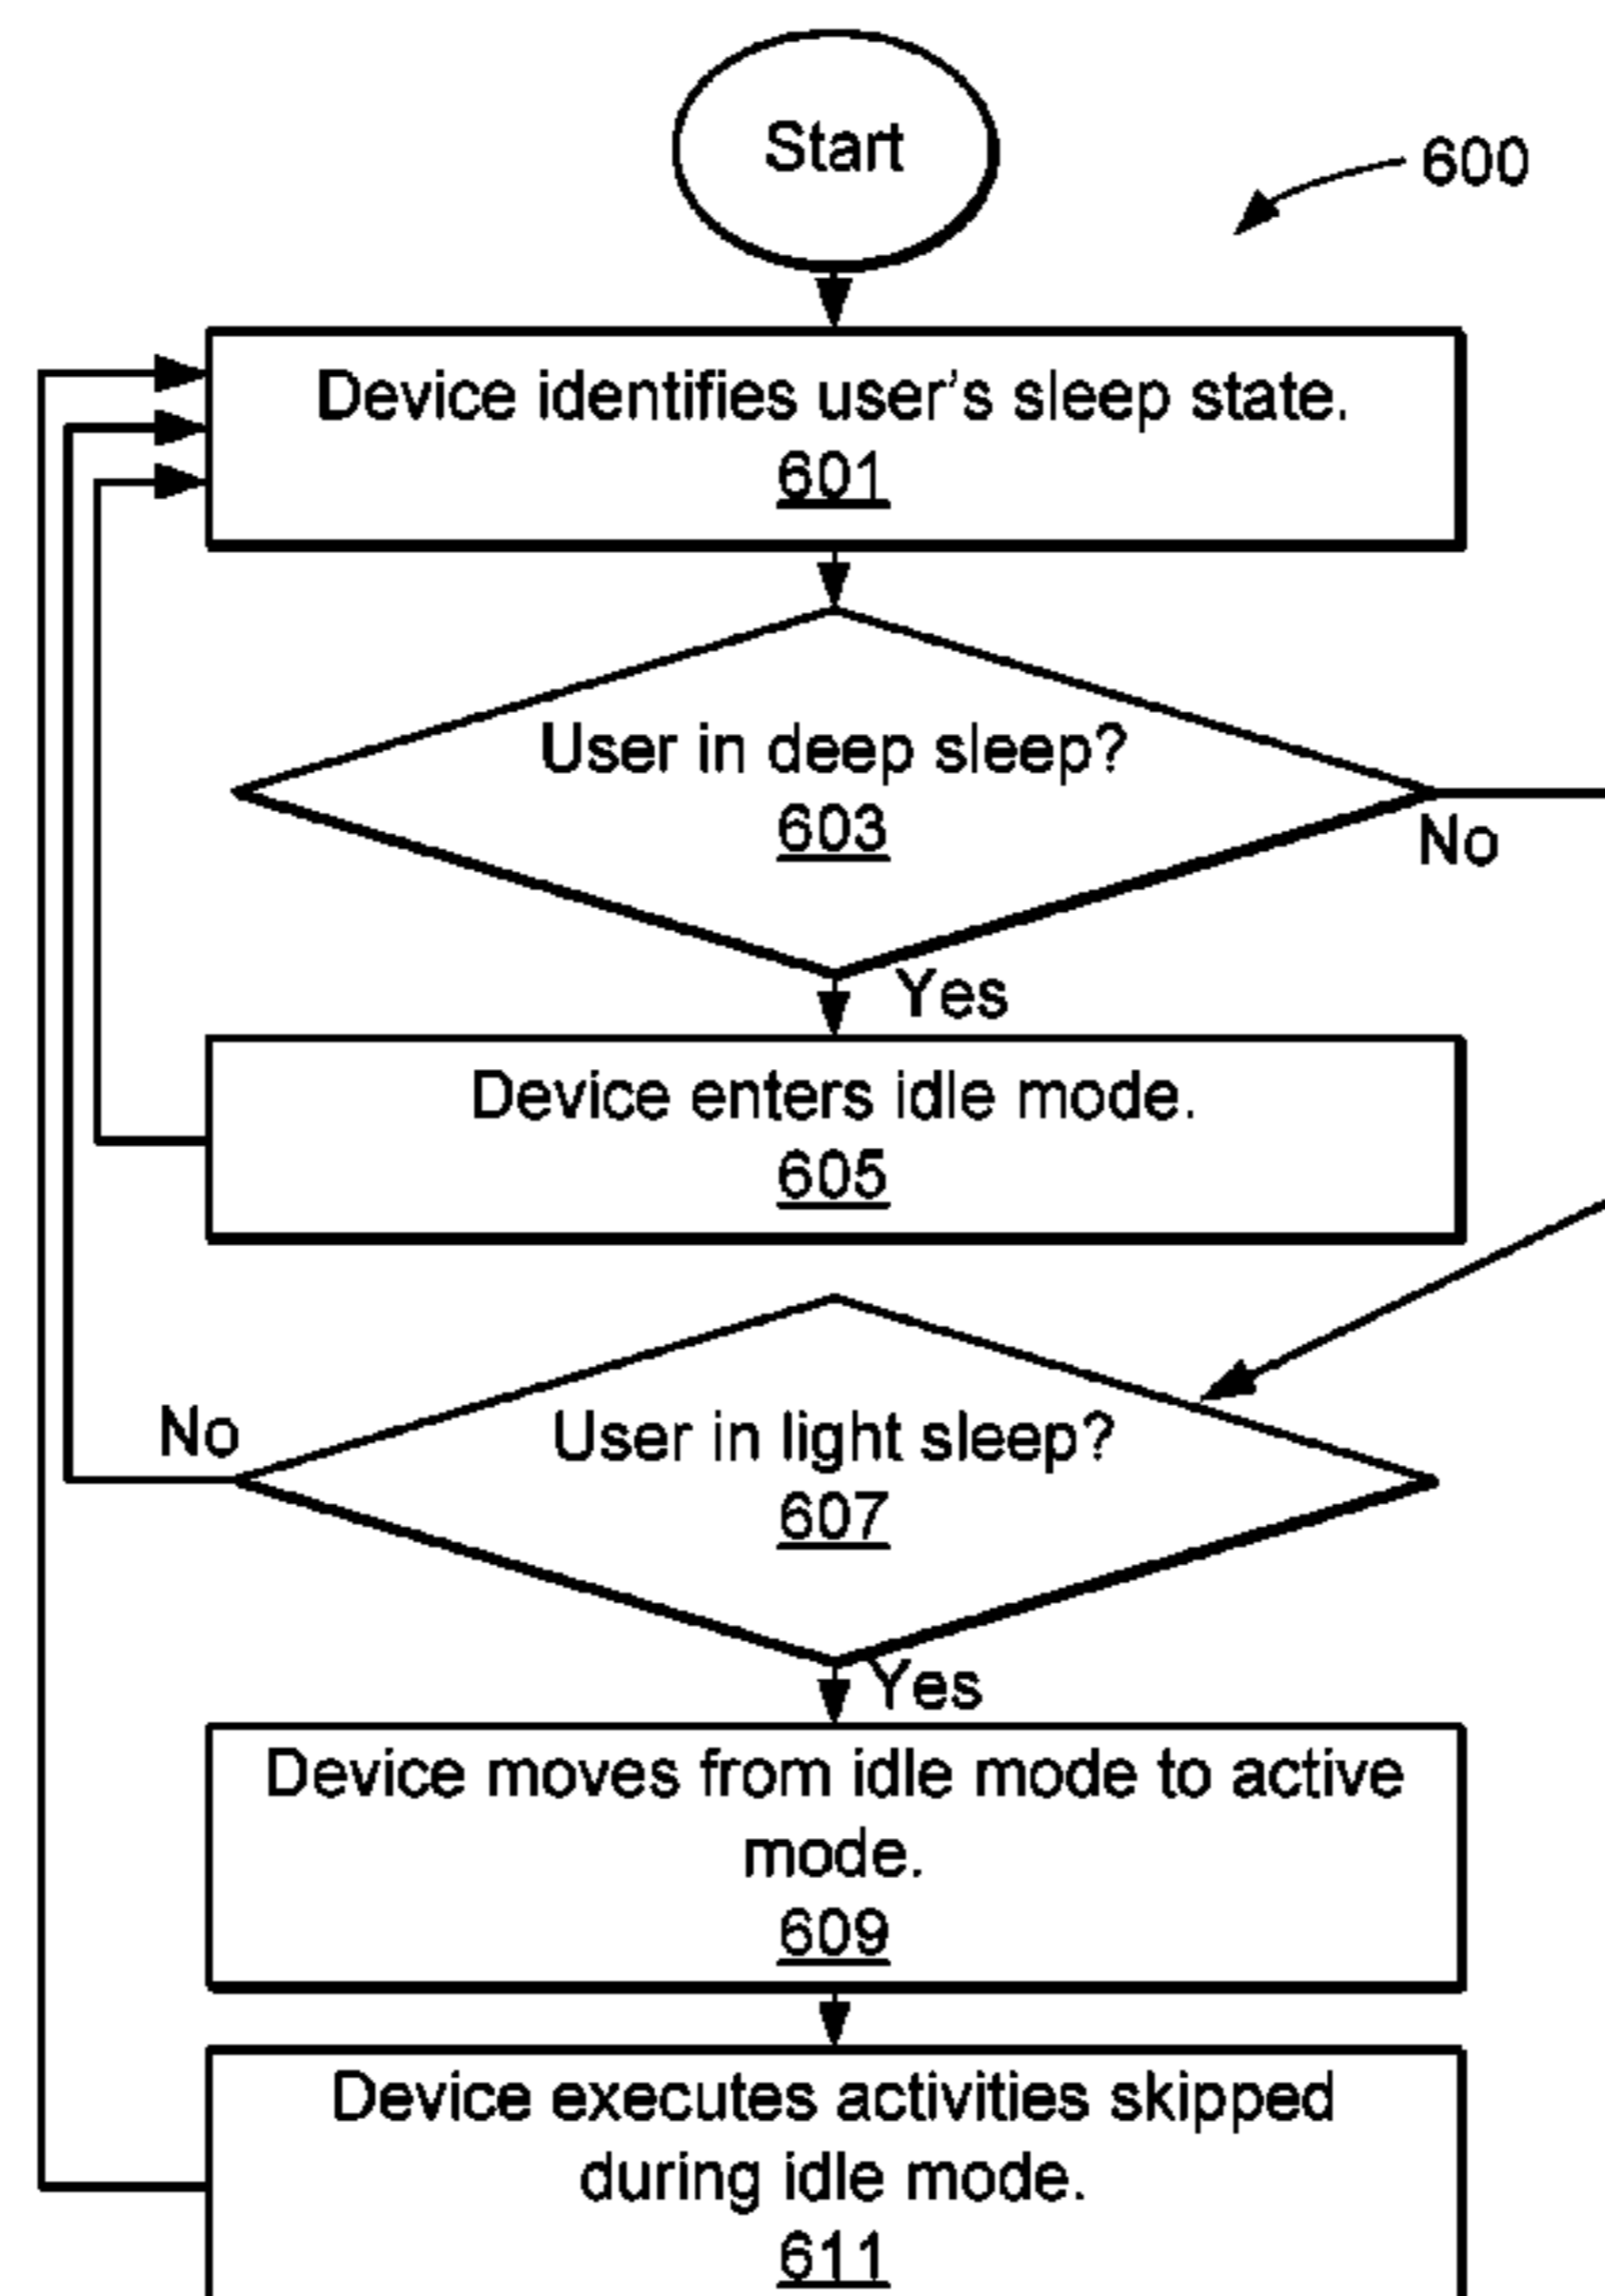 Start
600
Device identifies user's sleep state.
601
User in deep sleep?
603
No
Yes
Device enters idle mode.
605
No
User in light sleep?
607
Yes
Device moves from idle mode to active
mode.
609
Device executes activities skipped
during idle mode.
611